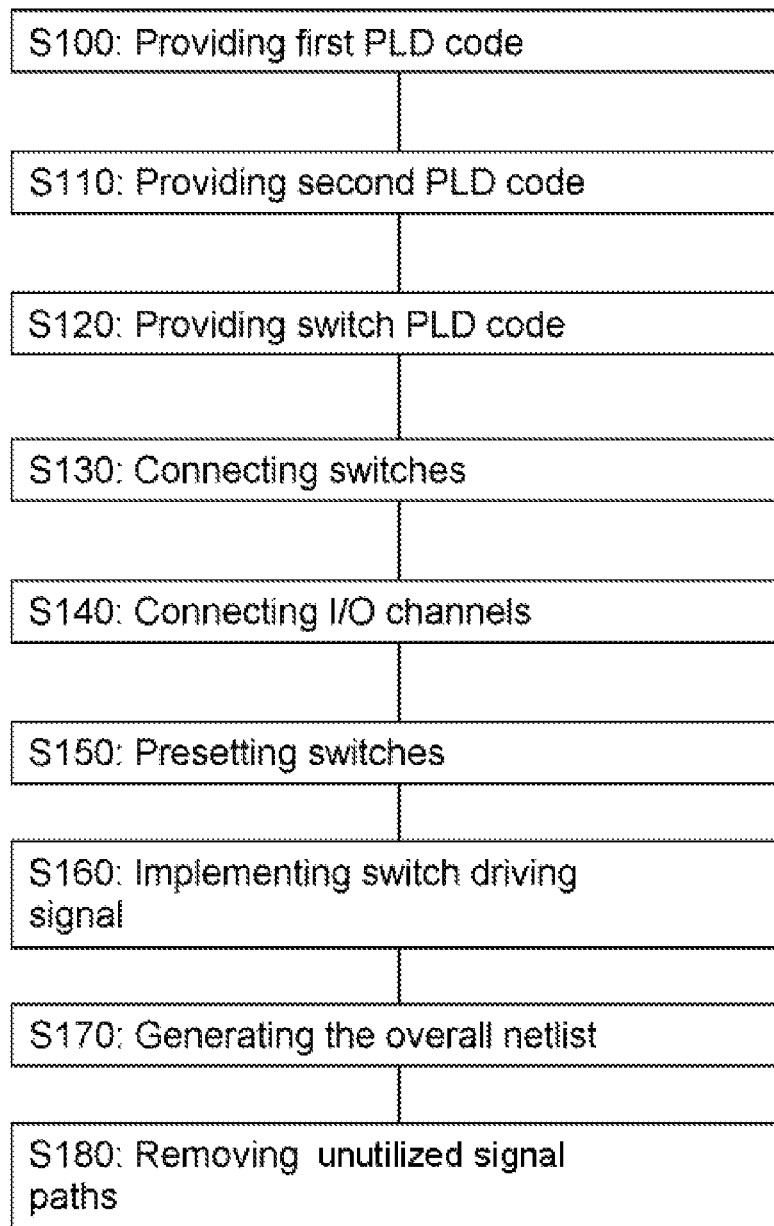 S100: Providing first PLD code
S110: Providing second PLD code
S120: Providing switch PLD code
S130: Connecting switches
S140: Connecting I/O channels
S150: Presetting switches
S160: Implementing switch driving
signal
S170: Generating the overall netlist
S180: Removing unutilized signal
paths